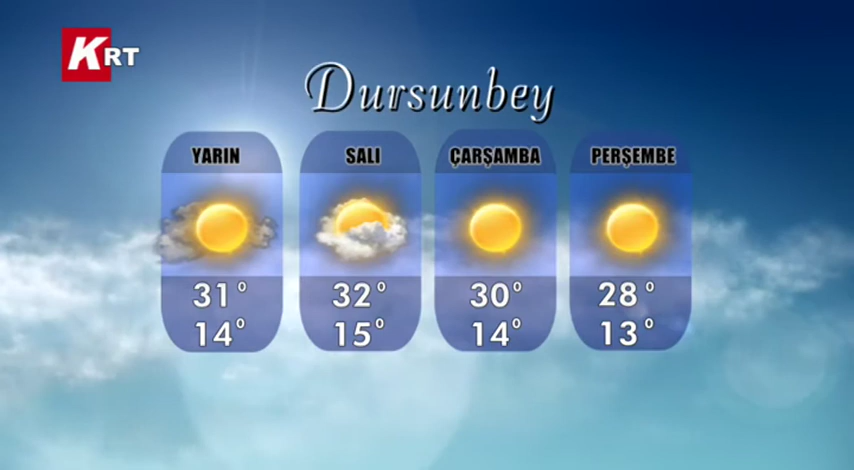 KRT
Dursunbey
YARIN SALI ÇARŞAMBA PERŞEMBE
31° 32° 30° 28°
14° 15° 14° 13°